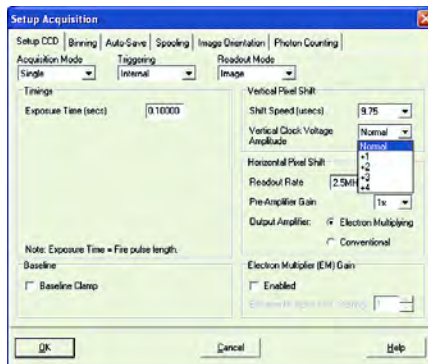 Setup Acquisition
Setup CCD Binning Auto-Save Spooling Image Orientation Photon Counting
Acquisition Mode Triggering Readout Mode
Single Internal Image
Timings
Exposure Time (secs) 0.10000
Note: Exposure Time = Fire pulse length.
Baseline
Baseline Clamp
Vertical Pixel Shift
Shift Speed (usecs) 9.75
Vertical Clock Voltage Amplitude Normal
Normal
+1
+2
+3
+4
Horizontal Pixel Shift
Readout Rate 2.5MH
Pre-Amplifier Gain 1x
Output Amplifier: Electron Multiplying
Conventional
Electron Multiplier (EM) Gain
Enabled
OK Cancel Help